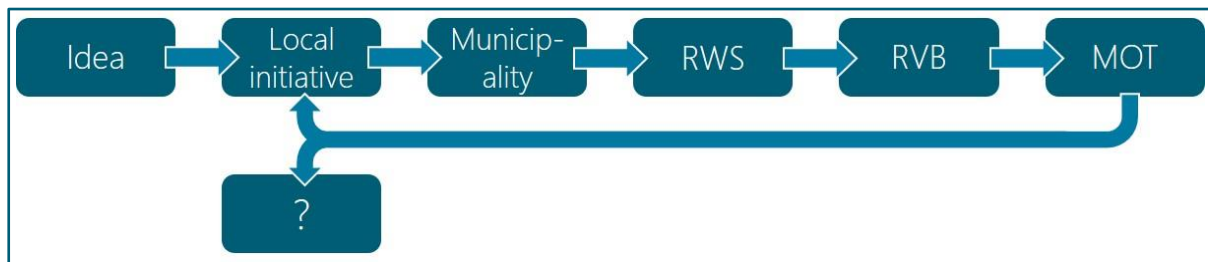 Idea
Local
initiative
Municip-
ality
RWS
RVB
MOT
?